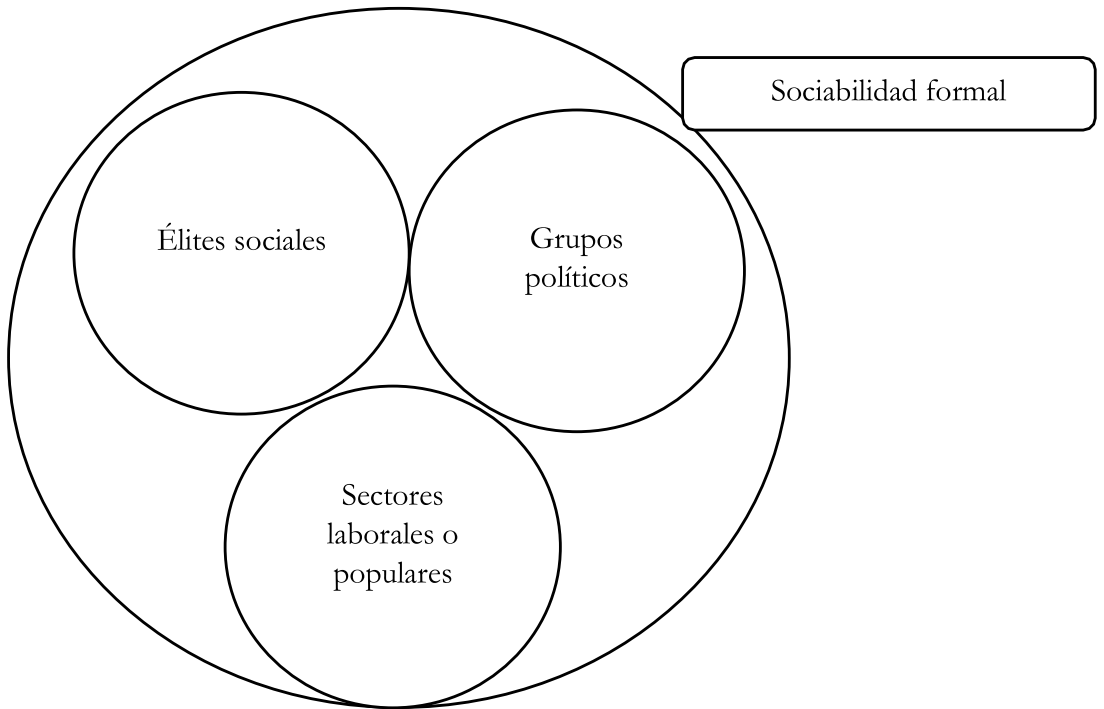 Sociabilidad formal
Élites sociales
Grupos
políticos
Sectores
laborales o
populares